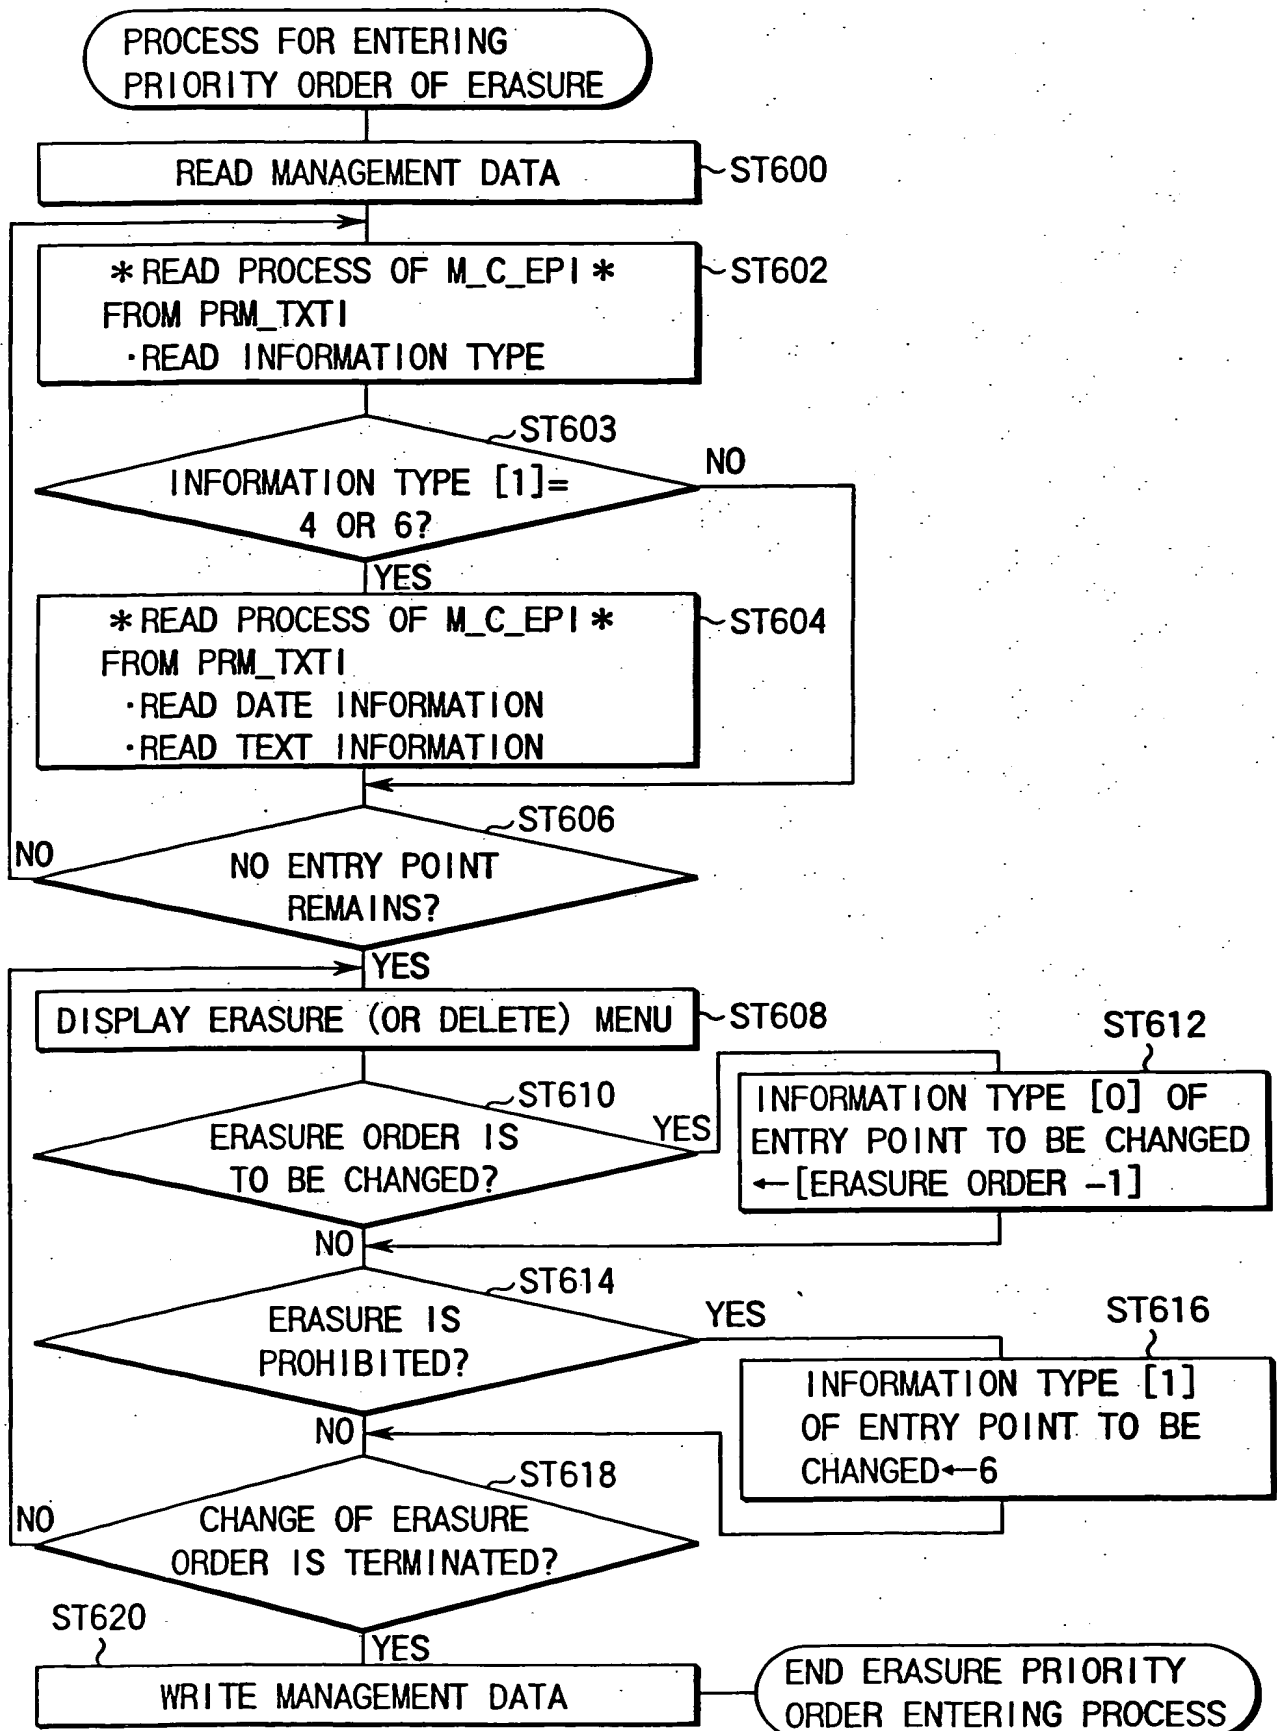 PROCESS FOR ENTERING
PRIORITY ORDER OF ERASURE
READ MANAGEMENT DATA
ST600
*READ PROCESS OF M_C_EPI*
FROM PRM_TXTI
·READ INFORMATION TYPE
ST602
ST603
INFORMATION TYPE [1]=
4 OR 6?
NO
YES
*READ PROCESS OF M_C_EPI*
FROM PRM_TXTI
·READ DATE INFORMATION
·READ TEXT INFORMATION
ST604
ST606
NO
NO ENTRY POINT
REMAINS?
YES
DISPLAY ERASURE (OR DELETE) MENU
ST608
ST610
ERASURE ORDER IS
TO BE CHANGED?
YES
ST612
INFORMATION TYPE [0] OF
ENTRY POINT TO BE CHANGED
←[ERASURE ORDER -1]
NO
ST614
ERASURE IS
PROHIBITED?
YES
ST616
INFORMATION TYPE [1]
OF ENTRY POINT TO BE
CHANGED←6
NO
ST618
NO
CHANGE OF ERASURE
ORDER IS TERMINATED?
YES
ST620
WRITE MANAGEMENT DATA
END ERASURE PRIORITY
ORDER ENTERING PROCESS